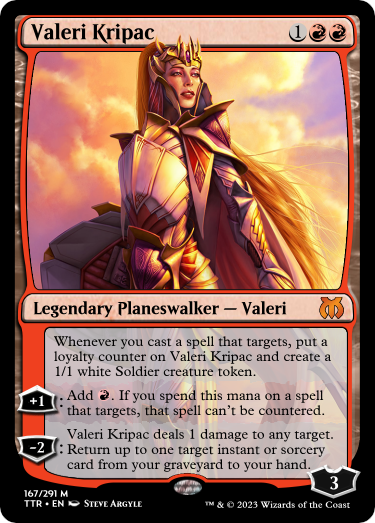 Valeri Kripac 1
Legendary Planeswalker — Valeri
Whenever you cast a spell that targets, put a
loyalty counter on Valeri Kripac and create a
1/1 white Soldier creature token.
+1: Add . If you spend this mana on a spell
that targets, that spell can't be countered.
Valeri Kripac deals 1 damage to any target.
-2: Return up to one target instant or sorcery
card from your graveyard to your hand.
3
167/291 M
TTR • EN Steve Argyle ™ & © 2023 Wizards of the Coast